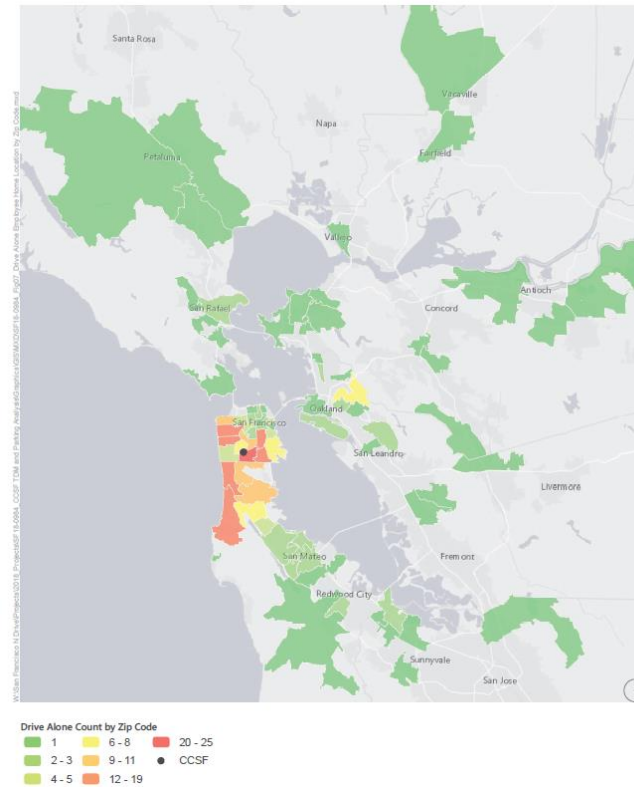 Santa Rosa
Napa
Vacaville
Petaluma
Fairfield
Vallejo
Antioch
San Rafael
Concord
Oakland
San Francisco
San Leandro
Livermore
San Mateo
Fremont
Redwood City
Sunnyvale
San Jose
Drive Alone Count by Zip Code
1
6 - 8
20 - 25
2 - 3
9 - 11
CCSF
4 - 5
12 - 19